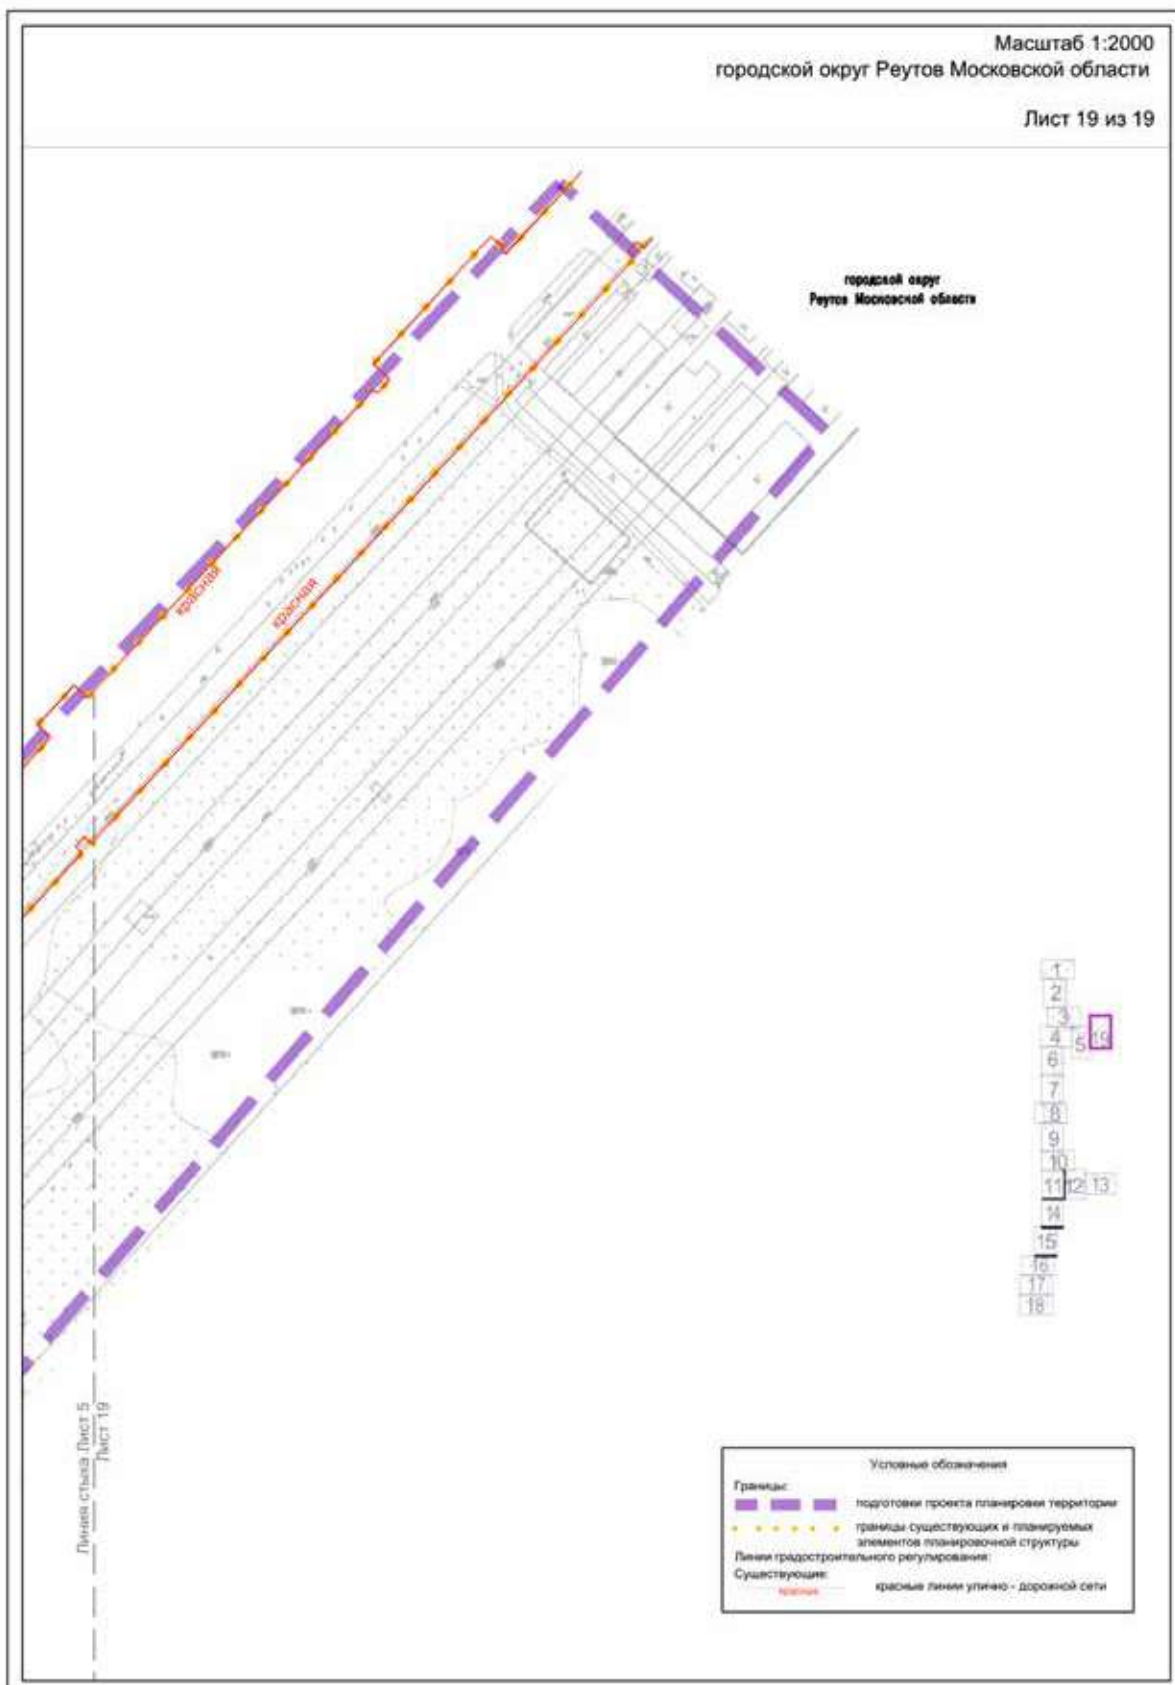 Масштаб 1:2000
городской округ Реутов Московской области
Лист 19 из 19
городской округ
Реутов Московской области
красная
красная
1
2
3
4
5
19
6
7
8
9
10
11
12
13
14
15
16
17
18
Линия стыка Лист 5
Лист 19
Условные обозначения
Границы:
подготовки проекта планировки территории
границы существующих и планируемых
элементов планировочной структуры
Линии градостроительного регулирования:
Существующие:
красная
красные линии улично - дорожной сети